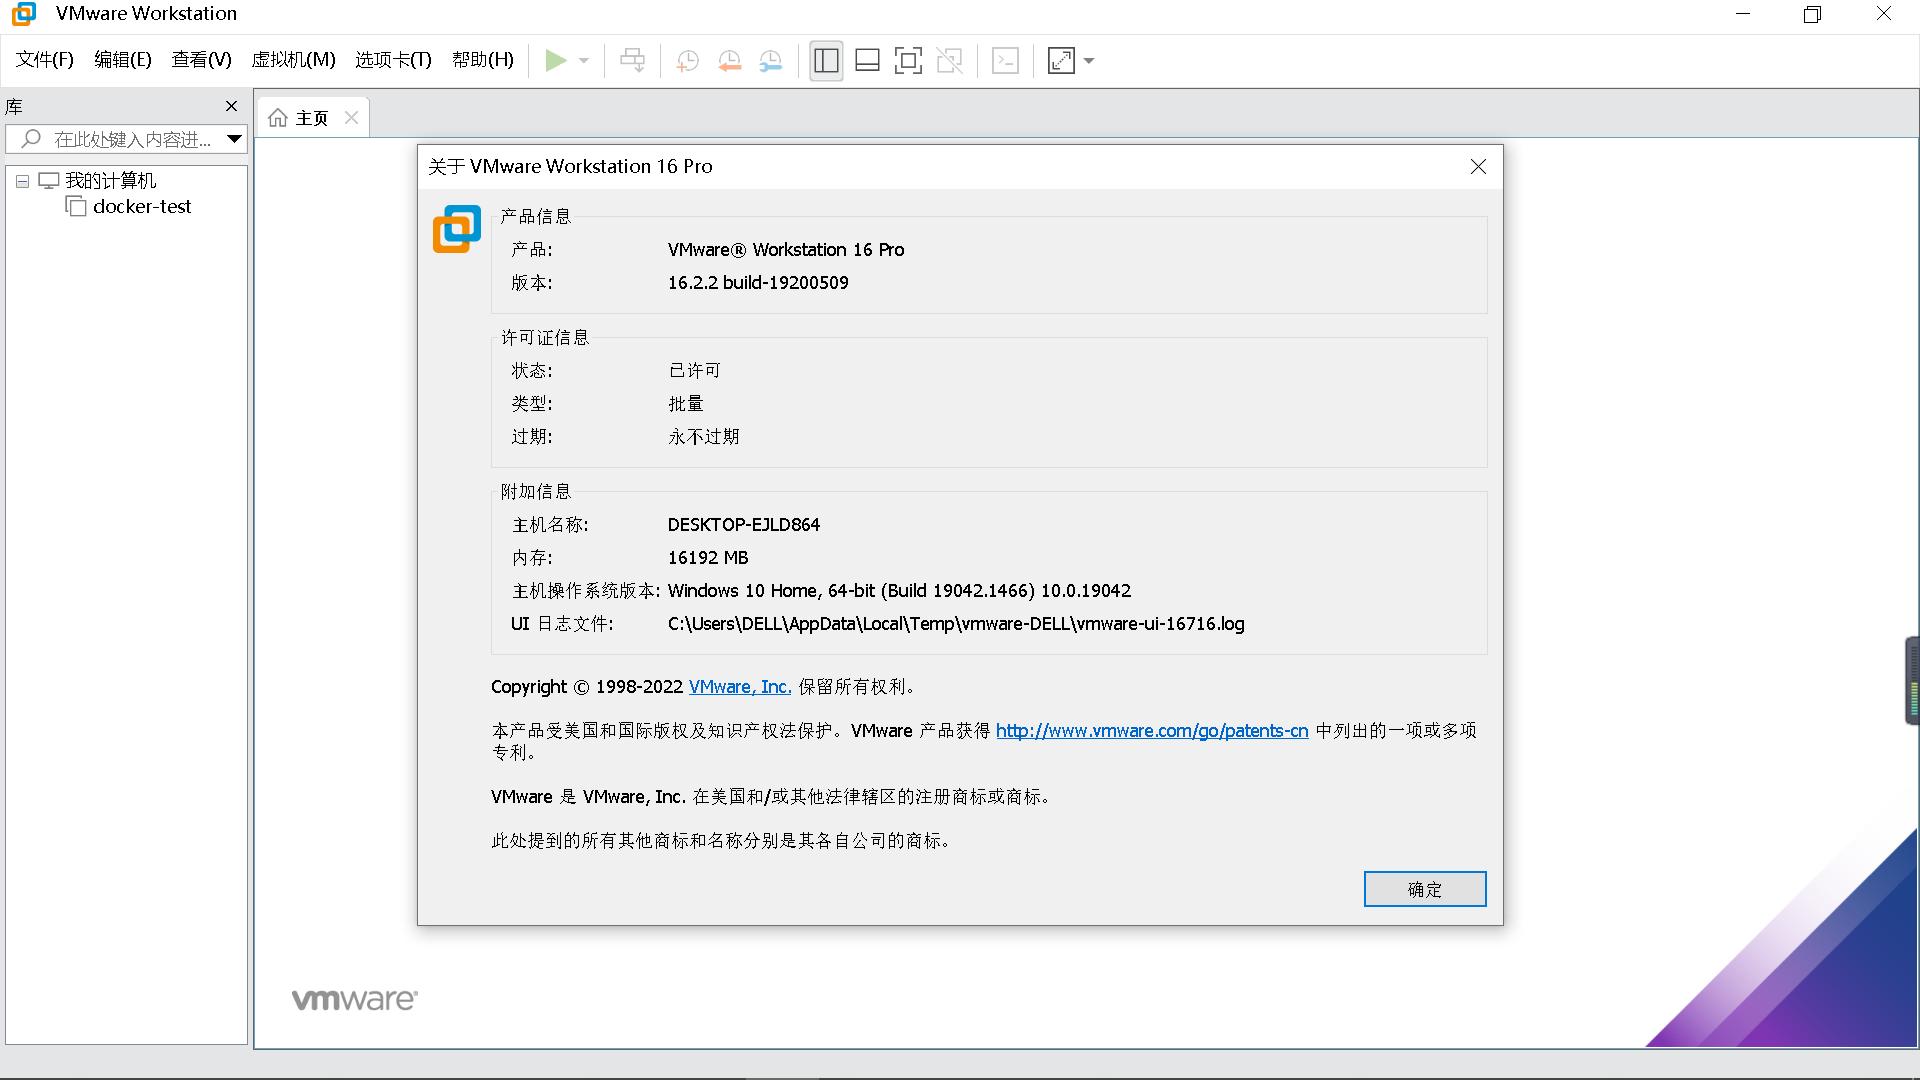 VMware Workstation
文件(F) 编辑(E) 查看(V) 虚拟机(M) 选项卡(T) 帮助(H)
库
主页
在此处键入内容进...
我的计算机
docker-test
关于 VMware Workstation 16 Pro
产品信息
产品: VMware® Workstation 16 Pro
版本: 16.2.2 build-19200509
许可证信息
状态: 已许可
类型: 批量
过期: 永不过期
附加信息
主机名称: DESKTOP-EJLD864
内存: 16192 MB
主机操作系统版本: Windows 10 Home, 64-bit (Build 19042.1466) 10.0.19042
UI 日志文件: C:\Users\DELL\AppData\Local\Temp\vmware-DELL\vmware-ui-16716.log
Copyright © 1998-2022 VMware, Inc. 保留所有权利。
本产品受美国和国际版权及知识产权法保护。VMware 产品获得 http://www.vmware.com/go/patents-cn 中列出的一项或多项
专利。
VMware 是 VMware, Inc. 在美国和/或其他法律辖区的注册商标或商标。
此处提到的所有其他商标和名称分别是其各自公司的商标。
确定
vmware®